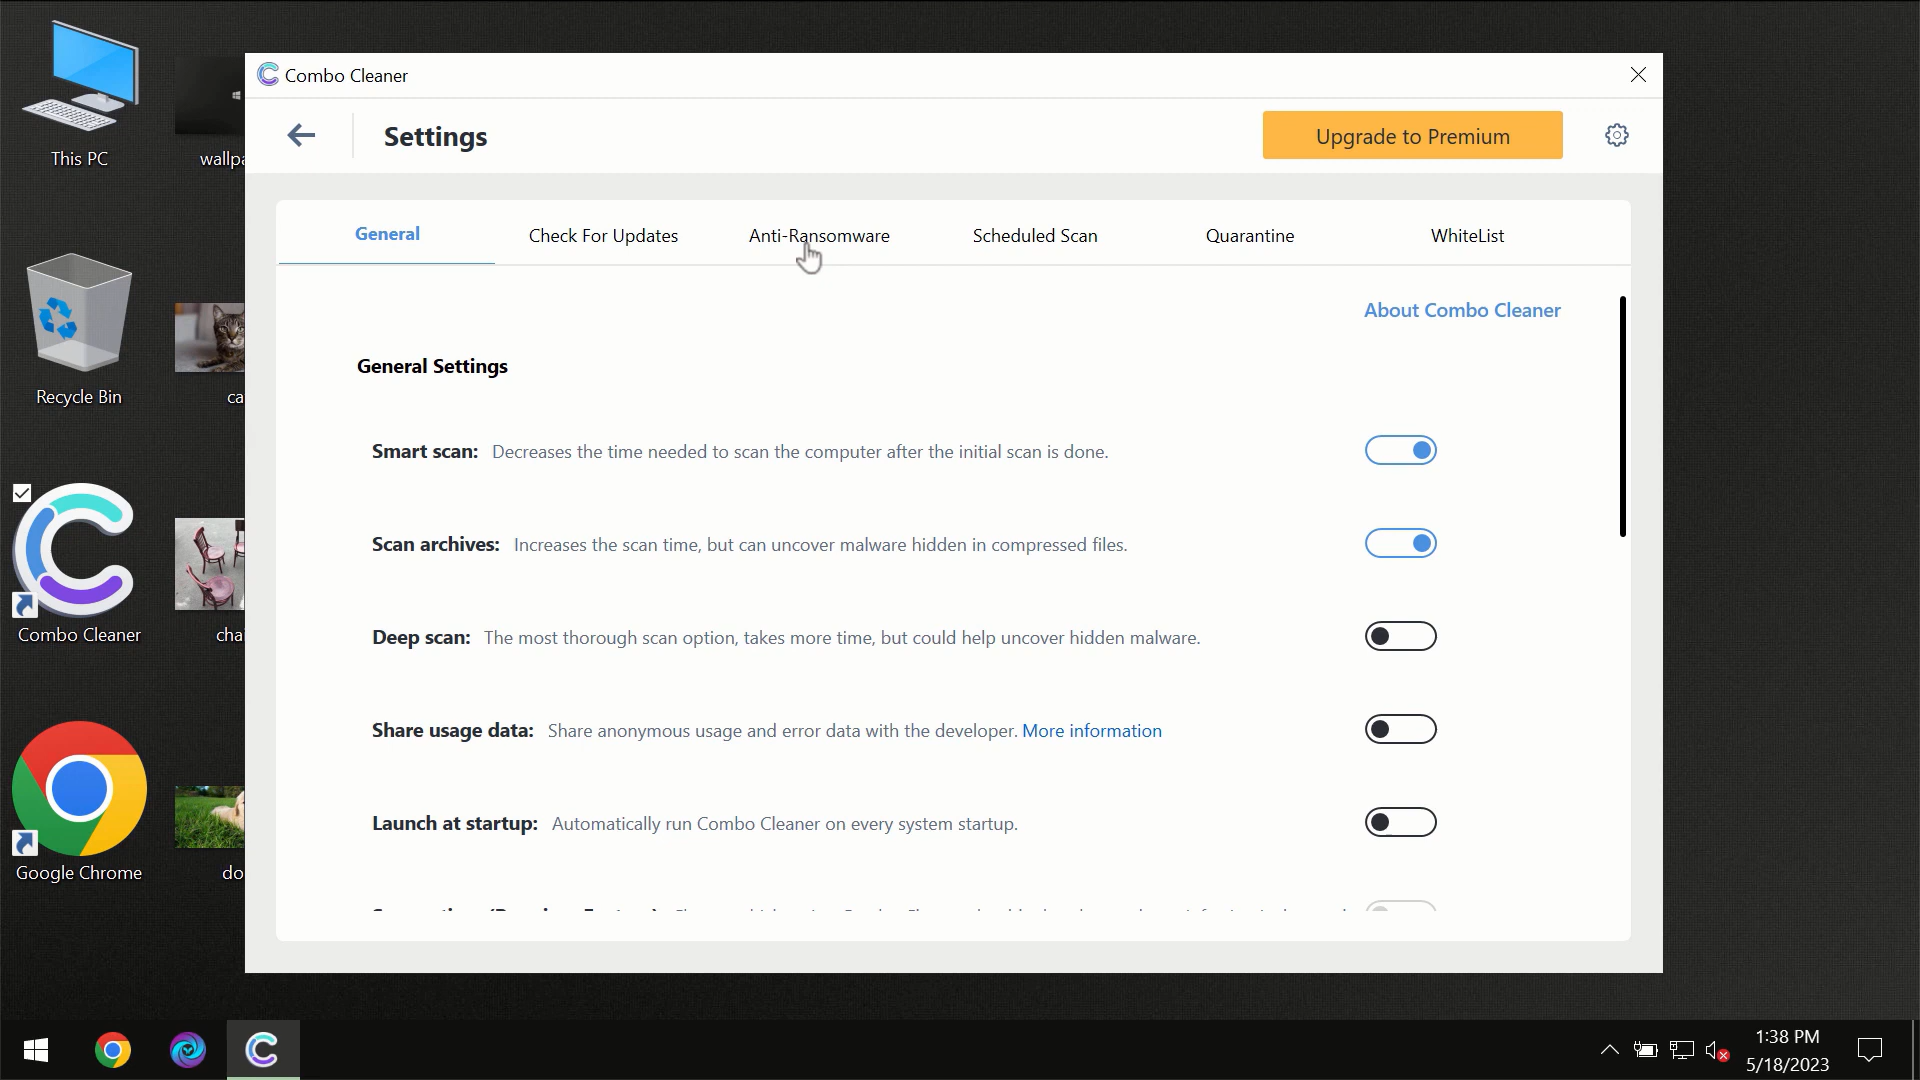 Combo Cleaner
Settings
Upgrade to Premium
General
Check For Updates
Anti-Ransomware
Scheduled Scan
Quarantine
WhiteList
About Combo Cleaner
General Settings
Smart scan: Decreases the time needed to scan the computer after the initial scan is done.
Scan archives: Increases the scan time, but can uncover malware hidden in compressed files.
Deep scan: The most thorough scan option, takes more time, but could help uncover hidden malware.
Share usage data: Share anonymous usage and error data with the developer. More information
Launch at startup: Automatically run Combo Cleaner on every system startup.
This PC
wallpa
Recycle Bin
ca
Combo Cleaner
chai
Google Chrome
do
1:38 PM
5/18/2023